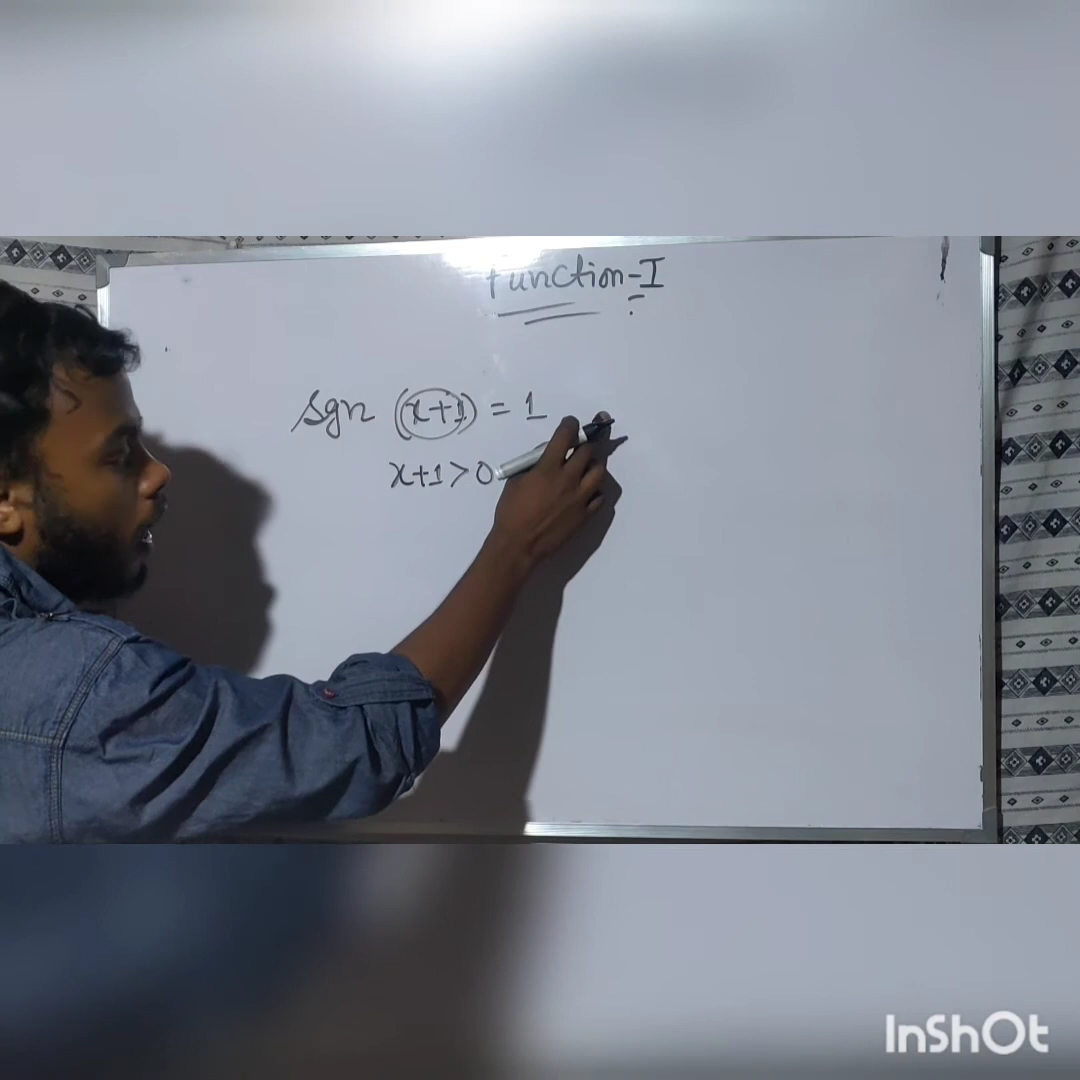 Function-I
Sgn (x+1) = 1
x+1>0
InShOt